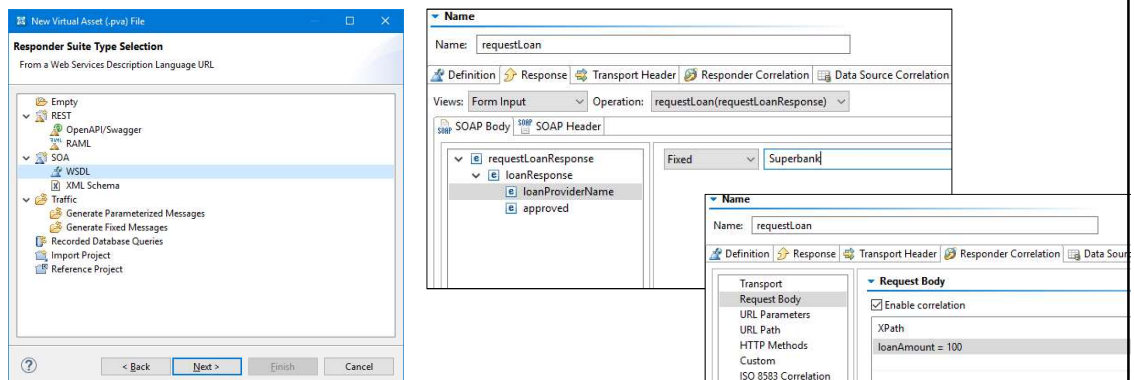 New Virtual Asset (.pva) File
Responder Suite Type Selection
From a Web Services Description Language URL
Empty
REST
OpenAPI/Swagger
RAML
SOA
WSDL
XML Schema
Traffic
Generate Parameterized Messages
Generate Fixed Messages
Recorded Database Queries
Import Project
Reference Project
< Back Next > Finish Cancel
Name
Name: requestLoan
Definition Response Transport Header Responder Correlation Data Source Correlation
Views: Form Input Operation: requestLoan(requestLoanResponse)
SOAP Body SOAP Header
requestLoanResponse
loanResponse
loanProviderName
approved
Fixed Superbank
Name
Name: requestLoan
Definition Response Transport Header Responder Correlation Data Sour
Transport
Request Body
URL Parameters
URL Path
HTTP Methods
Custom
ISO 8583 Correlation
Request Body
Enable correlation
XPath
loanAmount = 100